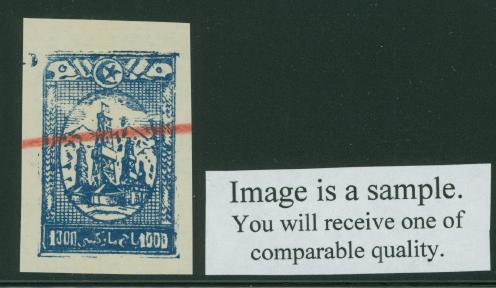 1000 1000
Image is a sample.
You will receive one of
comparable quality.